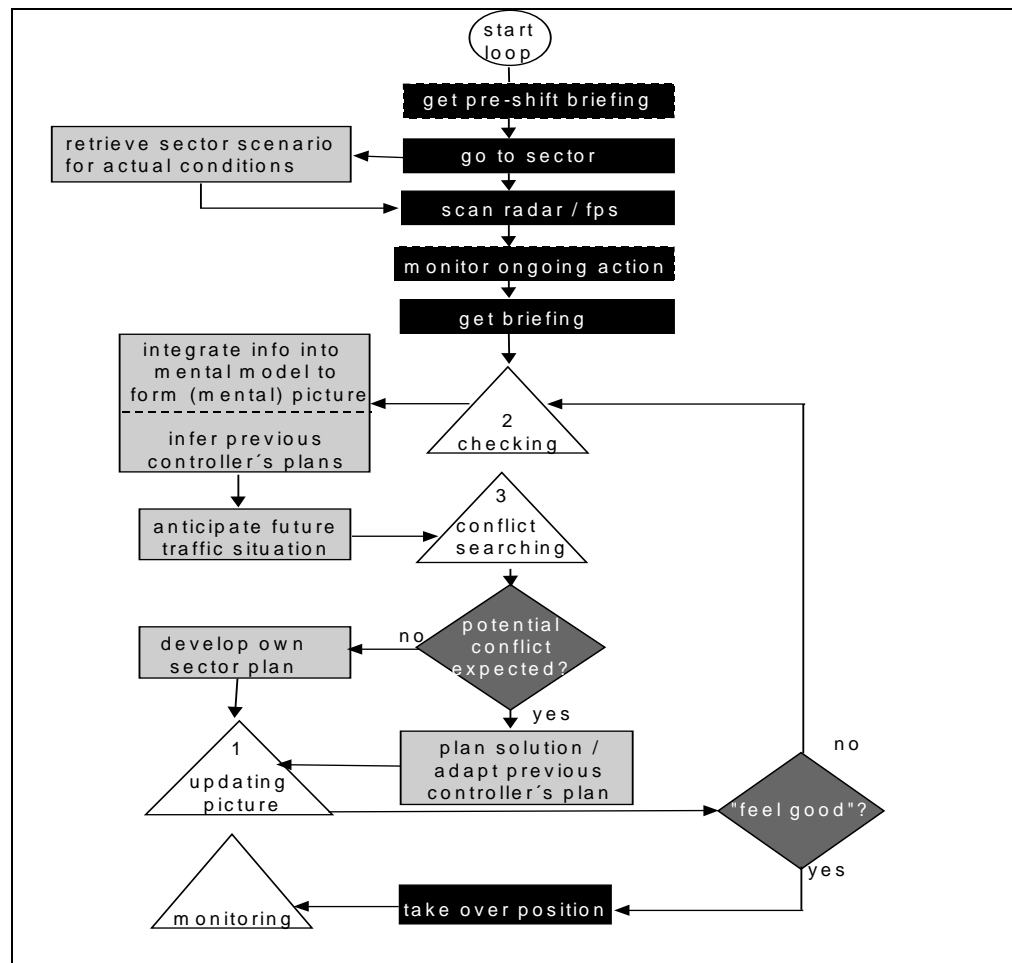 start
loop
get pre-shift briefing
retrieve sector scenario
for actual conditions
go to sector
scan radar / fps
monitor ongoing action
get briefing
integrate info into
mental model to
form (mental) picture
infer previous
controller´s plans
2
checking
anticipate future
traffic situation
3
conflict
searching
potential
conflict
expected?
no
develop own
sector plan
yes
plan solution /
adapt previous
controller´s plan
1
updating
picture
no
"feel good"?
yes
take over position
monitoring